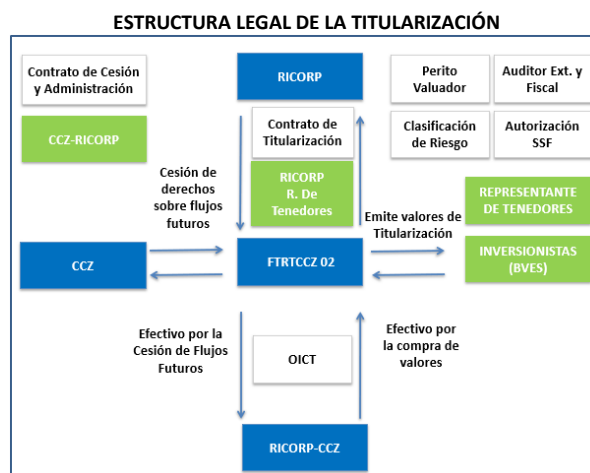 ESTRUCTURA LEGAL DE LA TITULARIZACIÓN
Contrato de Cesión
y Administración
RICORP
Perito
Valuador
Auditor Ext. y
Fiscal
CCZ-RICORP
Contrato de
Titularización
Clasificación
de Riesgo
Autorización
SSF
Cesión de
derechos
sobre flujos
futuros
RICORP
R. De
Tenedores
Emite valores de
Titularización
REPRESENTANTE
DE TENEDORES
CCZ
FTRTCCZ 02
INVERSIONISTAS
(BVES)
Efectivo por la
Cesión de Flujos
Futuros
OICT
Efectivo por
la compra de
valores
RICORP-CCZ